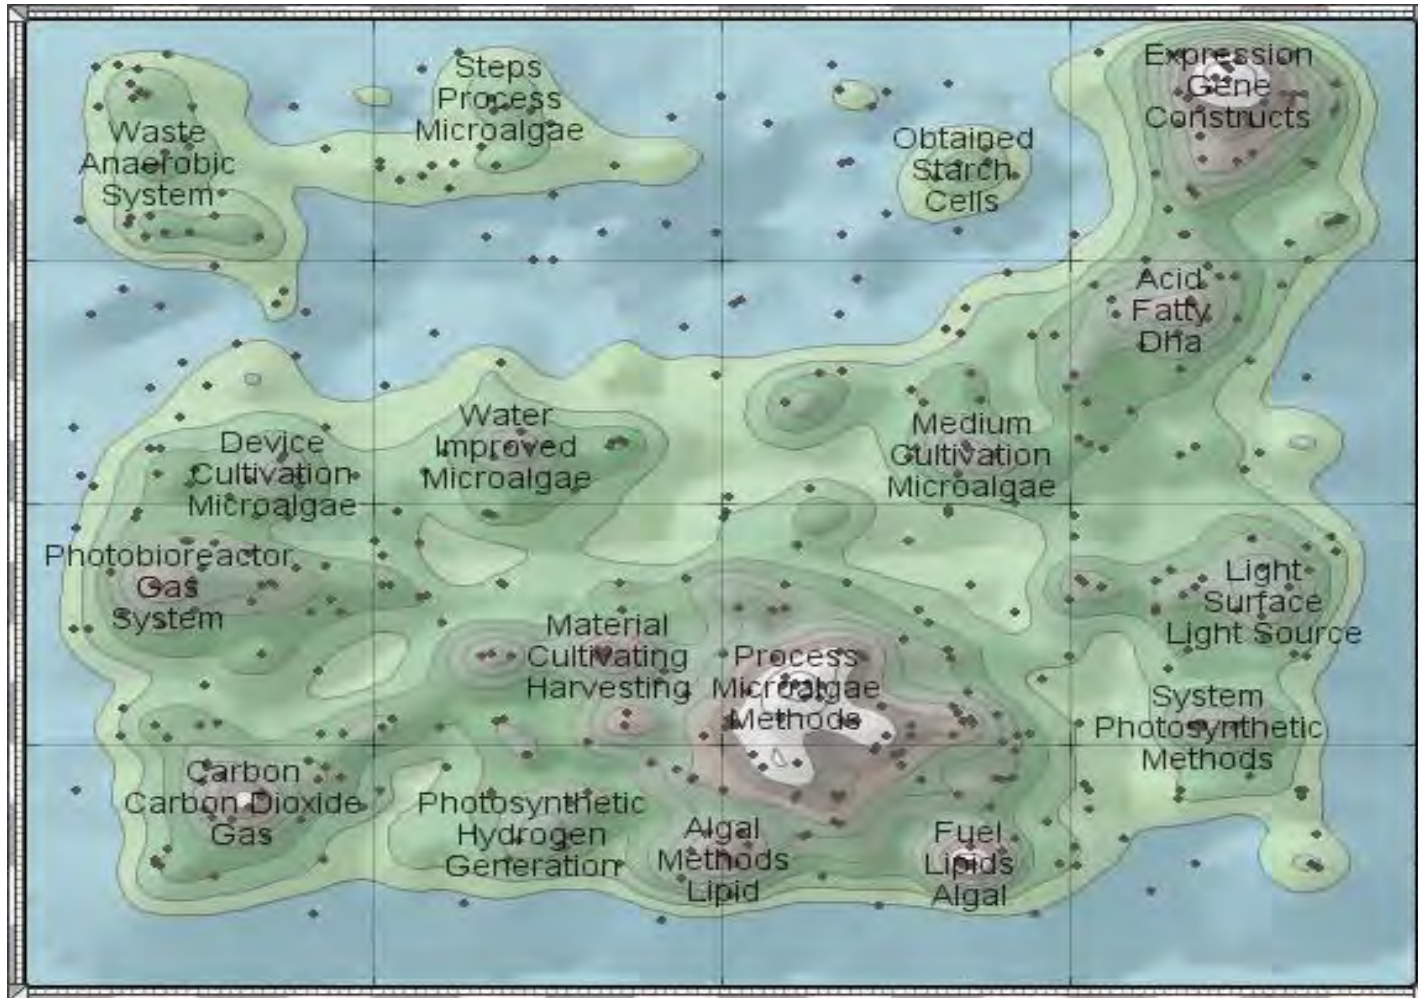 Expression
Gene
Constructs
Steps
Process
Microalgae
Waste
Anaerobic
System
Obtained
Starch
Cells
Acid
Fatty
Dha
Water
Improved
Microalgae
Medium
Cultivation
Microalgae
Device
Cultivation
Microalgae
Photobioreactor
Gas
System
Light
Surface
Light Source
Material
Cultivating
Harvesting
Process
Microalgae
Methods
System
Photosynthetic
Methods
Carbon
Carbon Dioxide
Gas
Photosynthetic
Hydrogen
Generation
Algal
Methods
Lipid
Fuel
Lipids
Algal